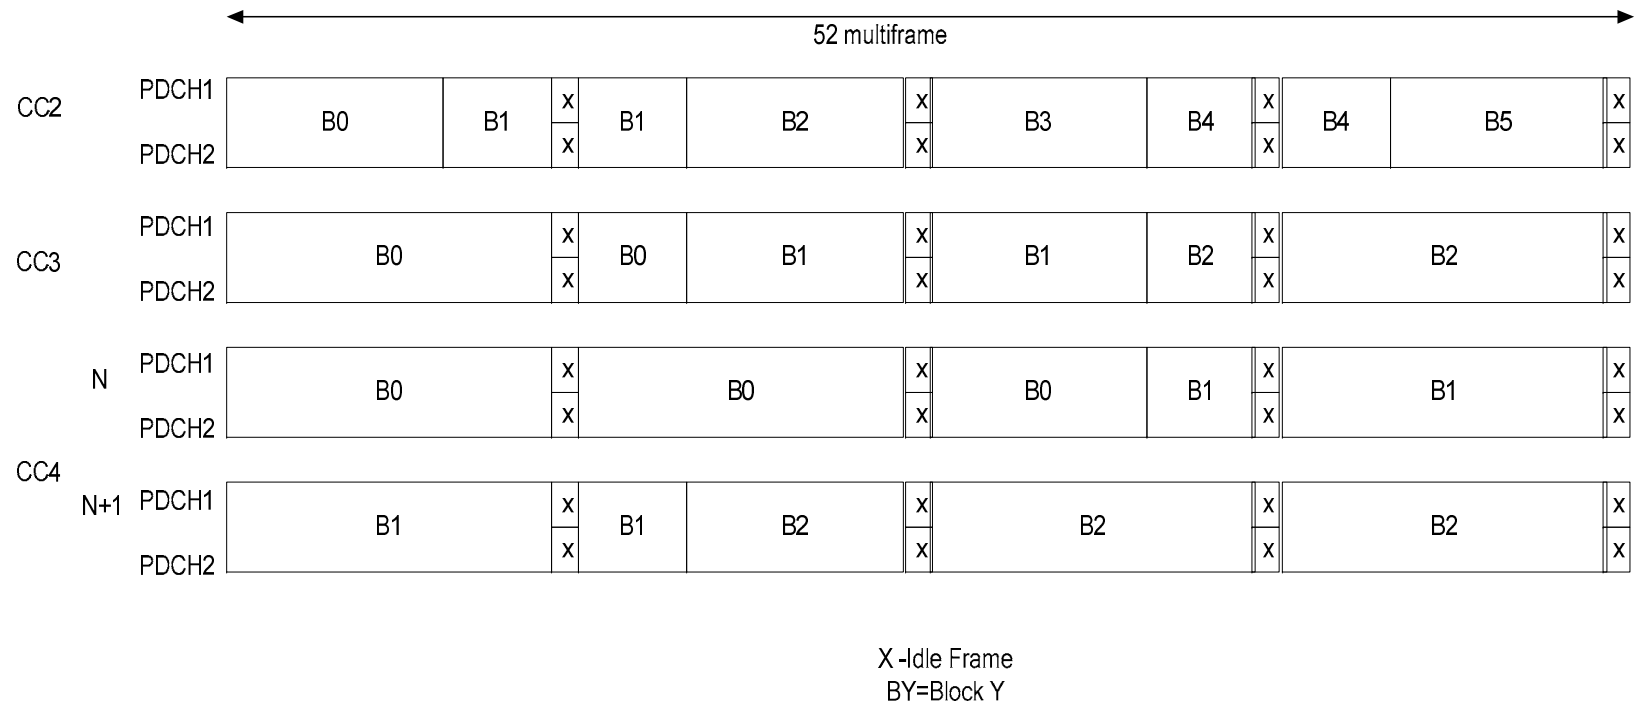 52 multiframe
CC2
PDCH1
PDCH2
B0 B1 X B1 B2 X B3 B4 X B4 B5 X
X X X X
CC3
PDCH1
PDCH2
B0 X B0 B1 X B1 B2 X B2 X
X X X X
CC4
N
PDCH1
PDCH2
B0 X B0 X B0 B1 X B1 X
X X X X
N+1
PDCH1
PDCH2
B1 X B1 B2 X B2 X B2 X
X X X X
X -Idle Frame
BY=Block Y